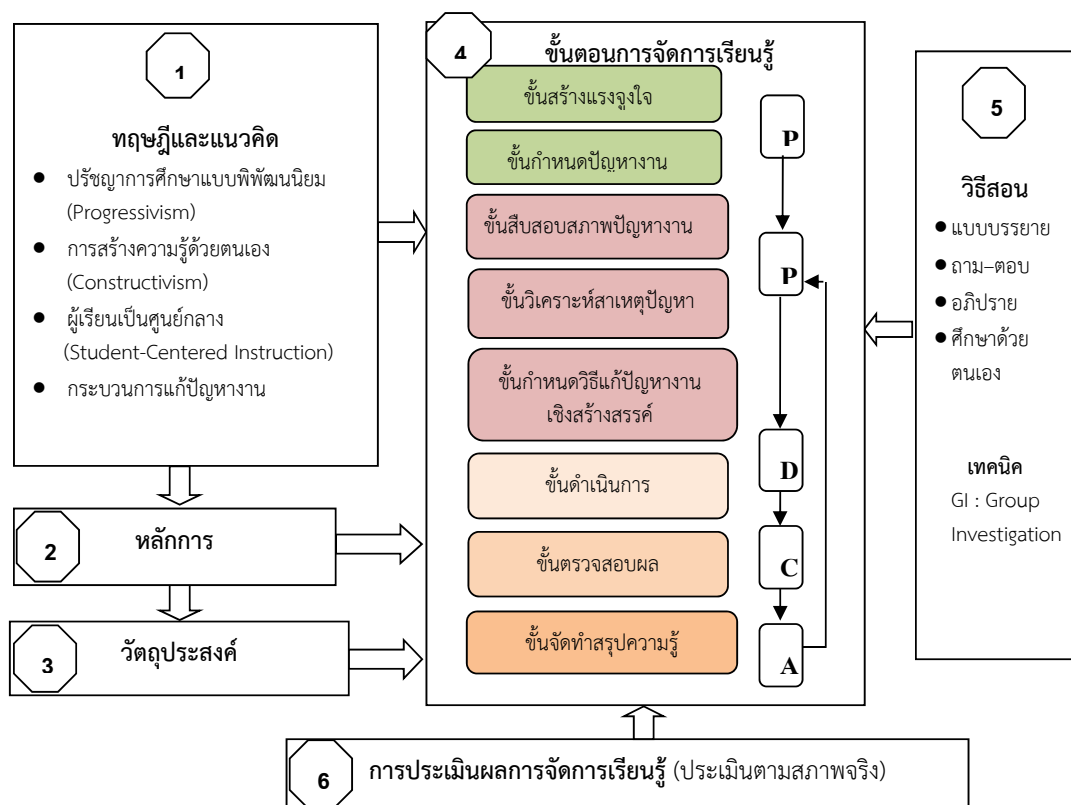 1
ทฤษฎีและแนวคิด
● ปรัชญาการศึกษาแบบพิพัฒนนิยม
(Progressivism)
● การสร้างความรู้ด้วยตนเอง
(Constructivism)
● ผู้เรียนเป็นศูนย์กลาง
(Student-Centered Instruction)
● กระบวนการแก้ปัญหางาน
2
หลักการ
3
วัตถุประสงค์
4
ขั้นตอนการจัดการเรียนรู้
ขั้นสร้างแรงจูงใจ
ขั้นกำหนดปัญหางาน
ขั้นสืบสอบสภาพปัญหางาน
ขั้นวิเคราะห์สาเหตุปัญหา
ขั้นกำหนดวิธีแก้ปัญหางาน
เชิงสร้างสรรค์
ขั้นดำเนินการ
ขั้นตรวจสอบผล
ขั้นจัดทำสรุปความรู้
P
P
D
C
A
5
วิธีสอน
● แบบบรรยาย
● ถาม–ตอบ
● อภิปราย
● ศึกษาด้วย
ตนเอง
เทคนิค
GI : Group
Investigation
6
การประเมินผลการจัดการเรียนรู้ (ประเมินตามสภาพจริง)